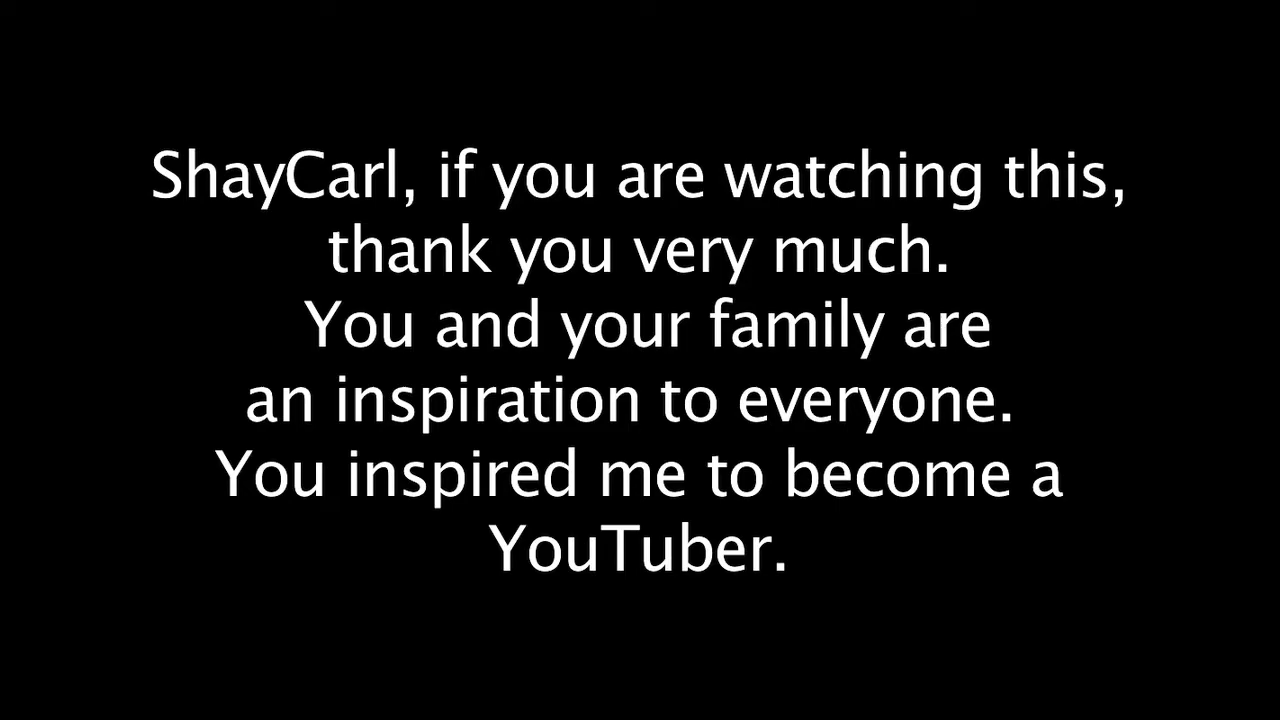 ShayCarl, if you are watching this,
thank you very much.
You and your family are
an inspiration to everyone.
You inspired me to become a
YouTuber.